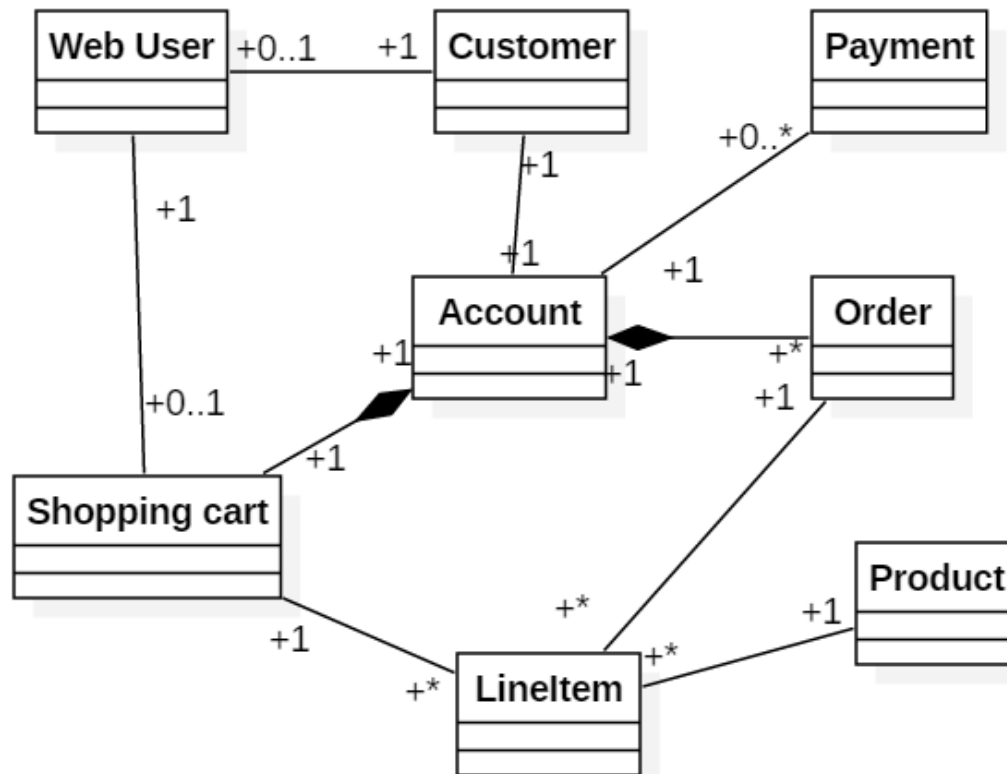 Web User
+0..1
+1
Customer
Payment
+0..*
+1
+1
+1
+1
Account
Order
+1
+1
+*
+1
+0..1
+1
Shopping cart
Product
+*
+1
+1
+*
+*
LineItem